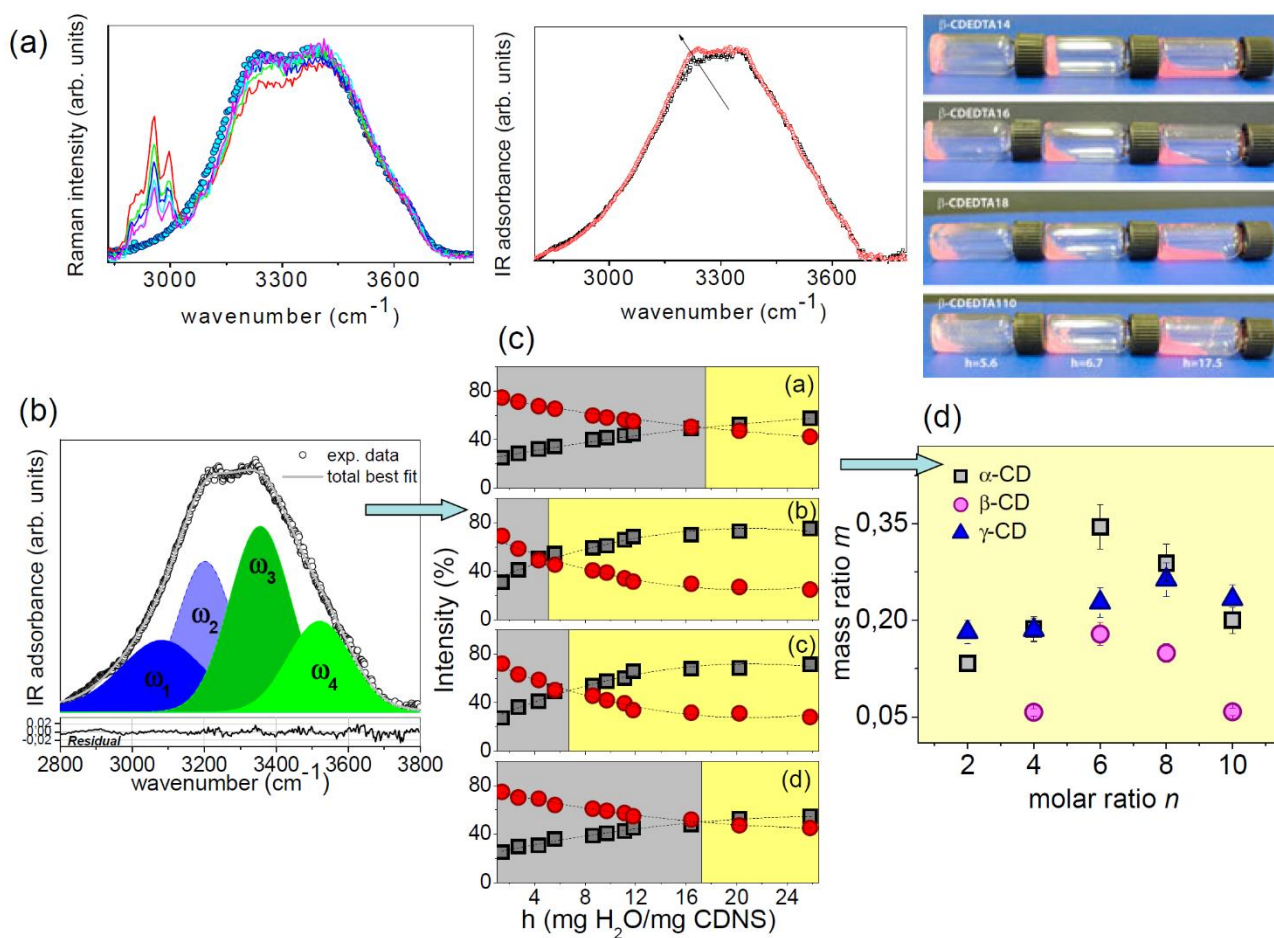 (a)
Raman intensity (arb. units)
3000 3300 3600
wavenumber (cm⁻¹)
IR adsorbance (arb. units)
3000 3300 3600
wavenumber (cm⁻¹)
β-CDEDTA14
β-CDEDTA16
β-CDEDTA18
β-CDEDTA110
h=5.6 h=6.7 h=17.5
(b)
IR adsorbance (arb. units)
exp. data
total best fit
ω₁
ω₂
ω₃
ω₄
0.02
0.00
-0.02
Residual
2800 3000 3200 3400 3600 3800
wavenumber (cm⁻¹)
(c)
Intensity (%)
80
40
0
(a)
80
40
0
(b)
80
40
0
(c)
80
40
0
(d)
4 8 12 16 20 24
h (mg H₂O/mg CDNS)
(d)
mass ratio m
α-CD
β-CD
γ-CD
0,35
0,20
0,05
2 4 6 8 10
molar ratio n